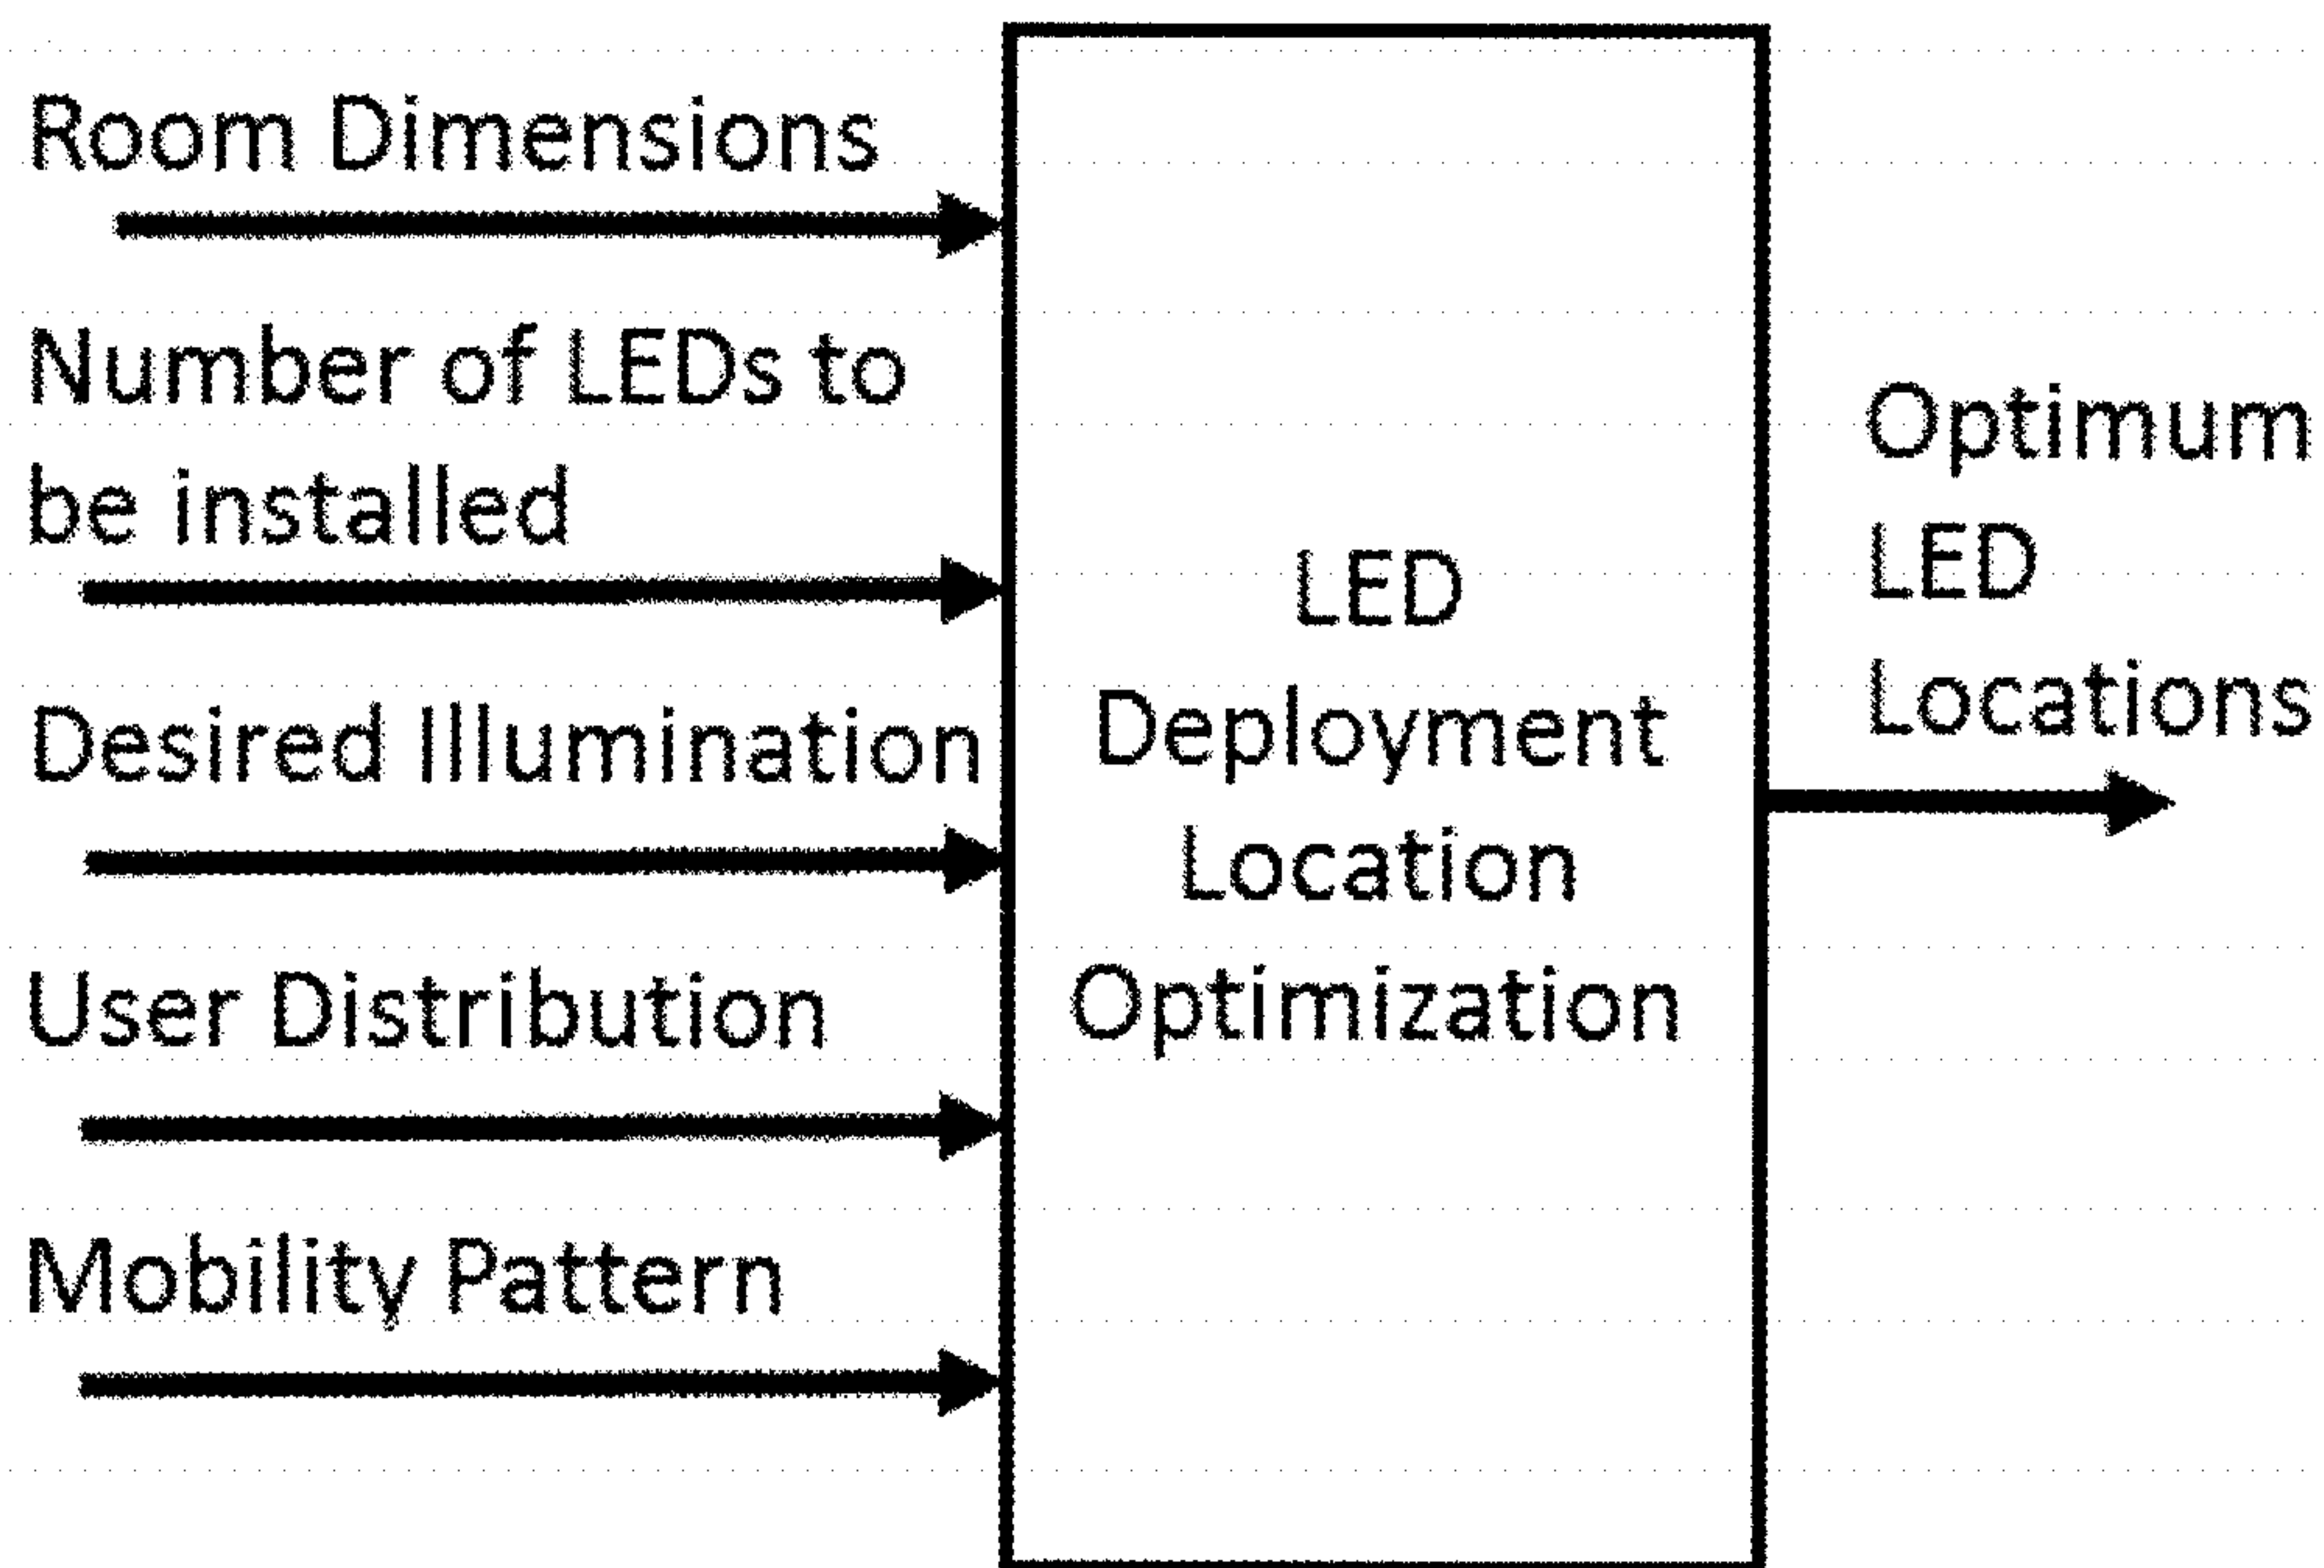 Room Dimensions
Number of LEDs to
be installed
Desired Illumination
User Distribution
Mobility Pattern
LED
Deployment
Location
Optimization
Optimum
LED
Locations